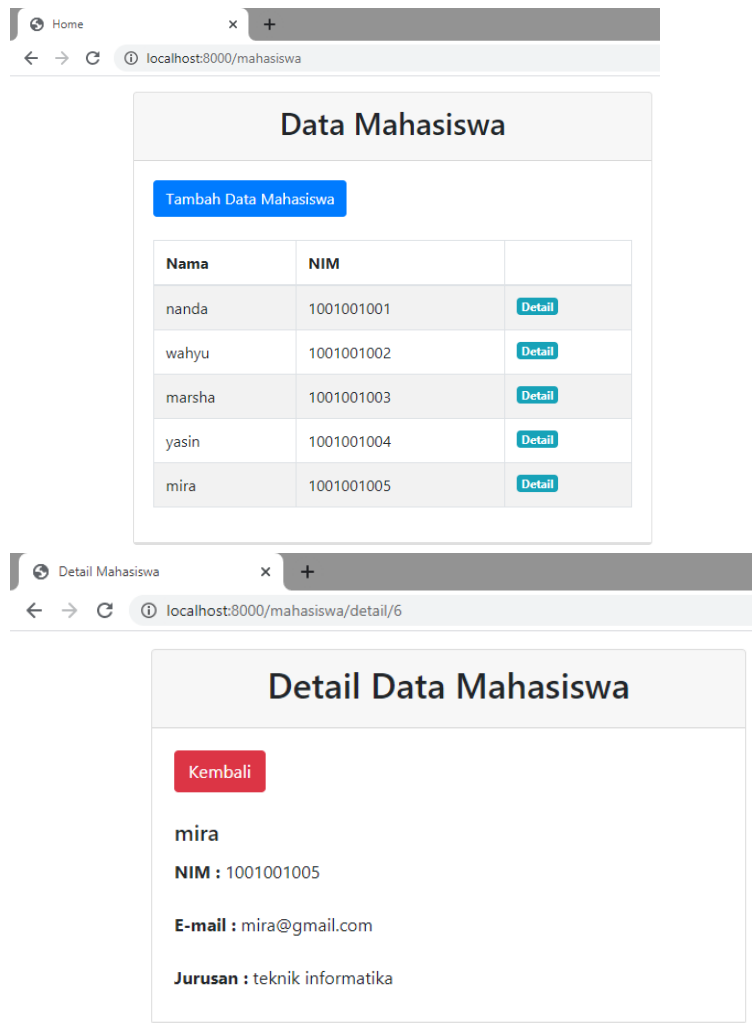 Home
localhost:8000/mahasiswa
Data Mahasiswa
Tambah Data Mahasiswa
Nama NIM
nanda 1001001001 Detail
wahyu 1001001002 Detail
marsha 1001001003 Detail
yasin 1001001004 Detail
mira 1001001005 Detail
Detail Mahasiswa
localhost:8000/mahasiswa/detail/6
Detail Data Mahasiswa
Kembali
mira
NIM : 1001001005
E-mail : mira@gmail.com
Jurusan : teknik informatika